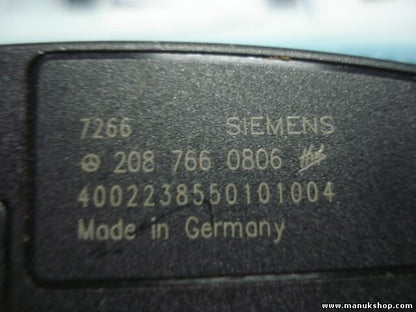 7266 SIEMENS
208 766 0806
4002238550101004
Made in Germany
www.manukshop.com